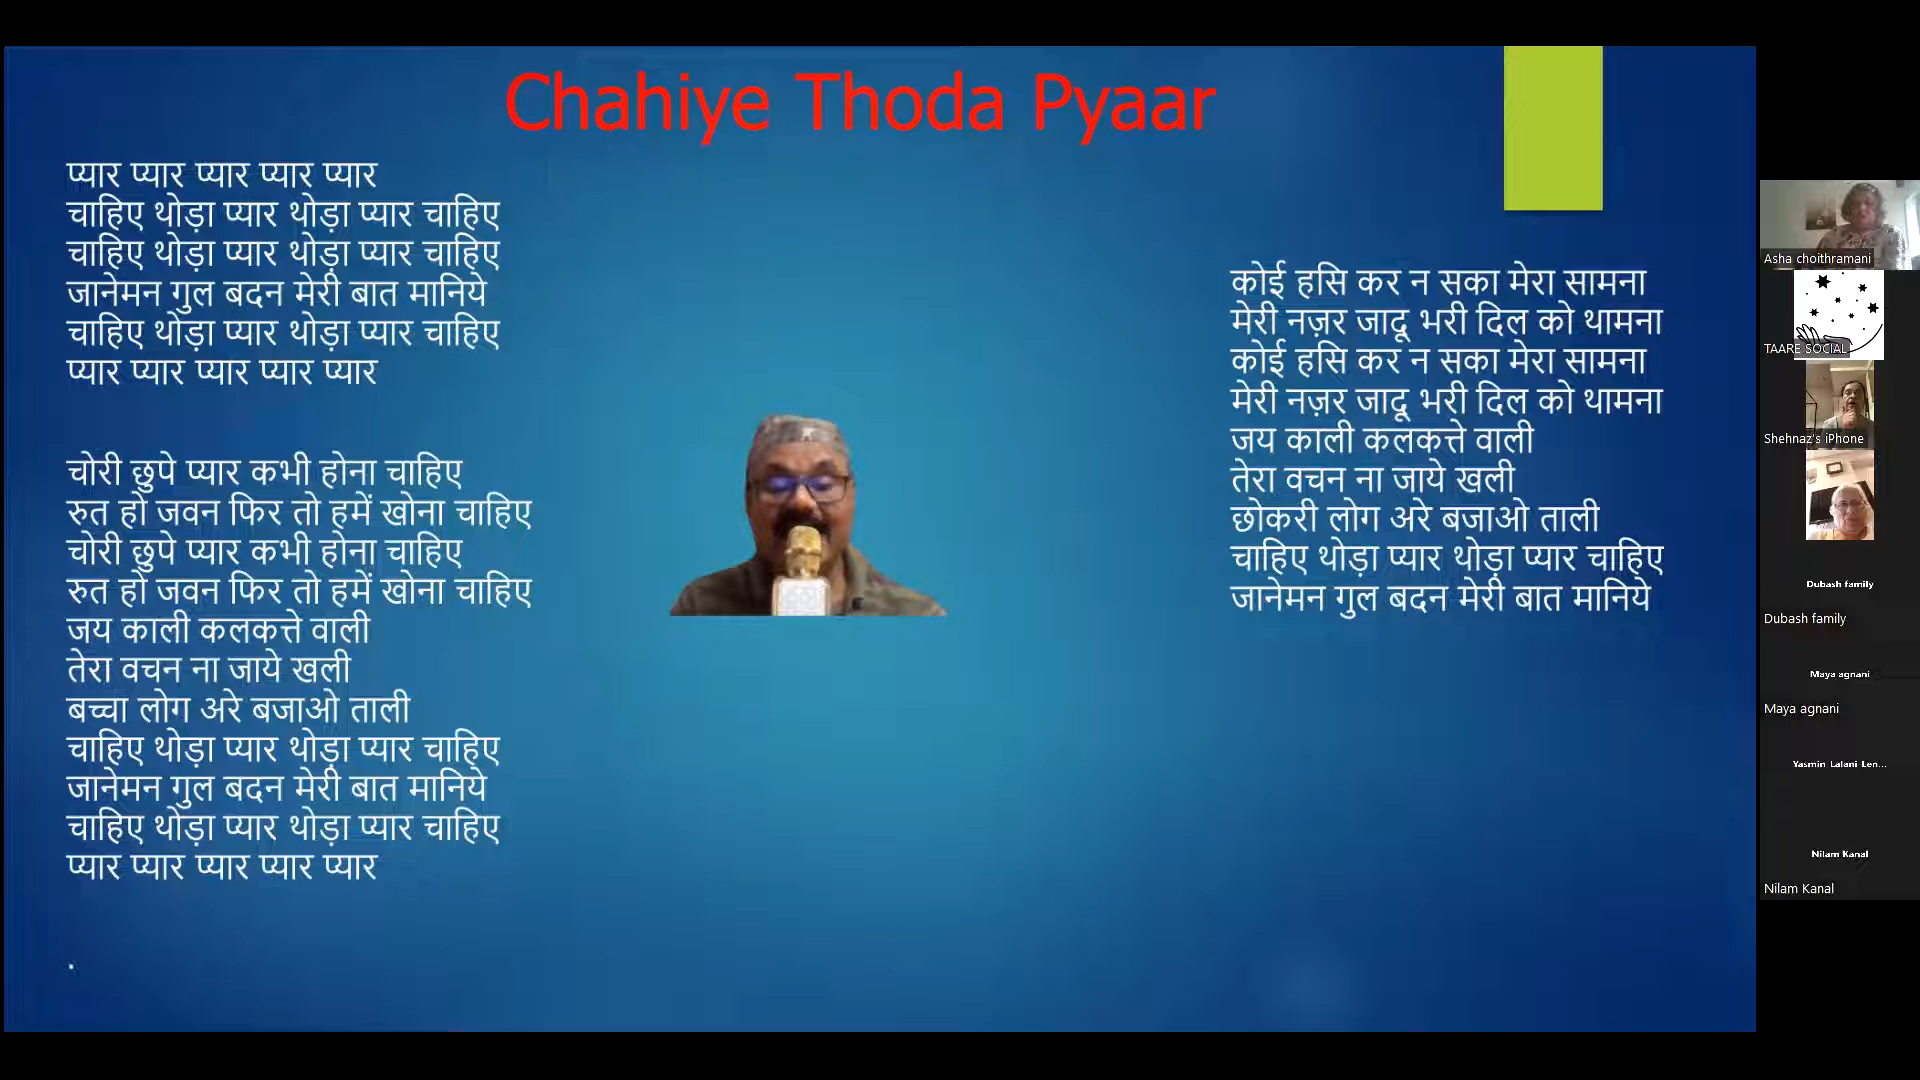 Chahiye Thoda Pyaar
प्यार प्यार प्यार प्यार प्यार
चाहिए थोड़ा प्यार थोड़ा प्यार चाहिए
चाहिए थोड़ा प्यार थोड़ा प्यार चाहिए
जानेमन गुल बदन मेरी बात मानिये
चाहिए थोड़ा प्यार थोड़ा प्यार चाहिए
प्यार प्यार प्यार प्यार प्यार
चोरी छुपे प्यार कभी होना चाहिए
रुत हो जवन फिर तो हमें खोना चाहिए
चोरी छुपे प्यार कभी होना चाहिए
रुत हो जवन फिर तो हमें खोना चाहिए
जय काली कलकत्ते वाली
तेरा वचन ना जाये खली
बच्चा लोग अरे बजाओ ताली
चाहिए थोड़ा प्यार थोड़ा प्यार चाहिए
जानेमन गुल बदन मेरी बात मानिये
चाहिए थोड़ा प्यार थोड़ा प्यार चाहिए
प्यार प्यार प्यार प्यार प्यार
.
कोई हसि कर न सका मेरा सामना
मेरी नज़र जादू भरी दिल को थामना
कोई हसि कर न सका मेरा सामना
मेरी नज़र जादू भरी दिल को थामना
जय काली कलकत्ते वाली
तेरा वचन ना जाये खली
छोकरी लोग अरे बजाओ ताली
चाहिए थोड़ा प्यार थोड़ा प्यार चाहिए
जानेमन गुल बदन मेरी बात मानिये
Asha choithramani
TAARE SOCIAL
Shehnaz's iPhone
Dubash family
Dubash family
Maya agnani
Maya agnani
Yasmin Lalani Len...
Nilam Kanal
Nilam Kanal